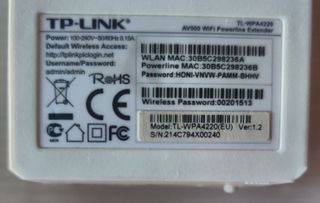 TP-LINK
TL-WPA4220
AV500 WiFi Powerline Extender
Power: 100-240V~50/60Hz 0.15A
Default Wireless Access:
http://tplinkplclogin.net
Username / Password:
admin/admin
RoHS
WLAN MAC:30B5C298236A
Powerline MAC:30B5C298236B
Password:HONI-VNVW-PAMM-BHHV
Wireless Password: 00201513
Model:TL-WPA4220(EU) Ver:1.2
S/N:214C794X00240